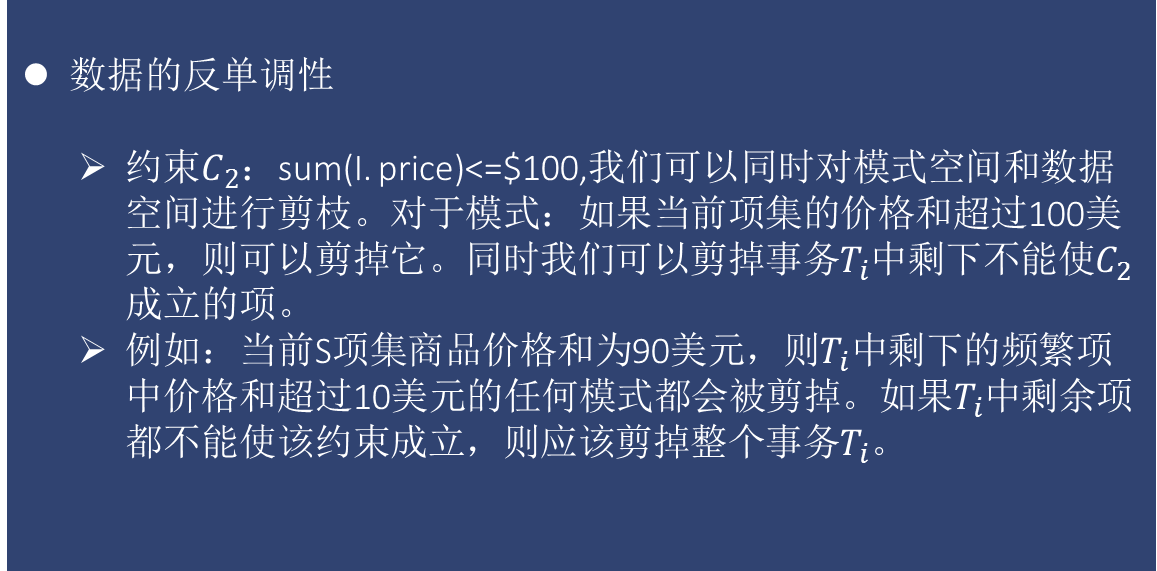 ● 数据的反单调性
➢ 约束𝐶₂：sum(I. price)<=$100,我们可以同时对模式空间和数据
空间进行剪枝。对于模式：如果当前项集的价格和超过100美
元，则可以剪掉它。同时我们可以剪掉事务𝑇ᵢ中剩下不能使𝐶₂
成立的项。
➢ 例如：当前S项集商品价格和为90美元，则𝑇ᵢ中剩下的频繁项
中价格和超过10美元的任何模式都会被剪掉。如果𝑇ᵢ中剩余项
都不能使该约束成立，则应该剪掉整个事务𝑇ᵢ。